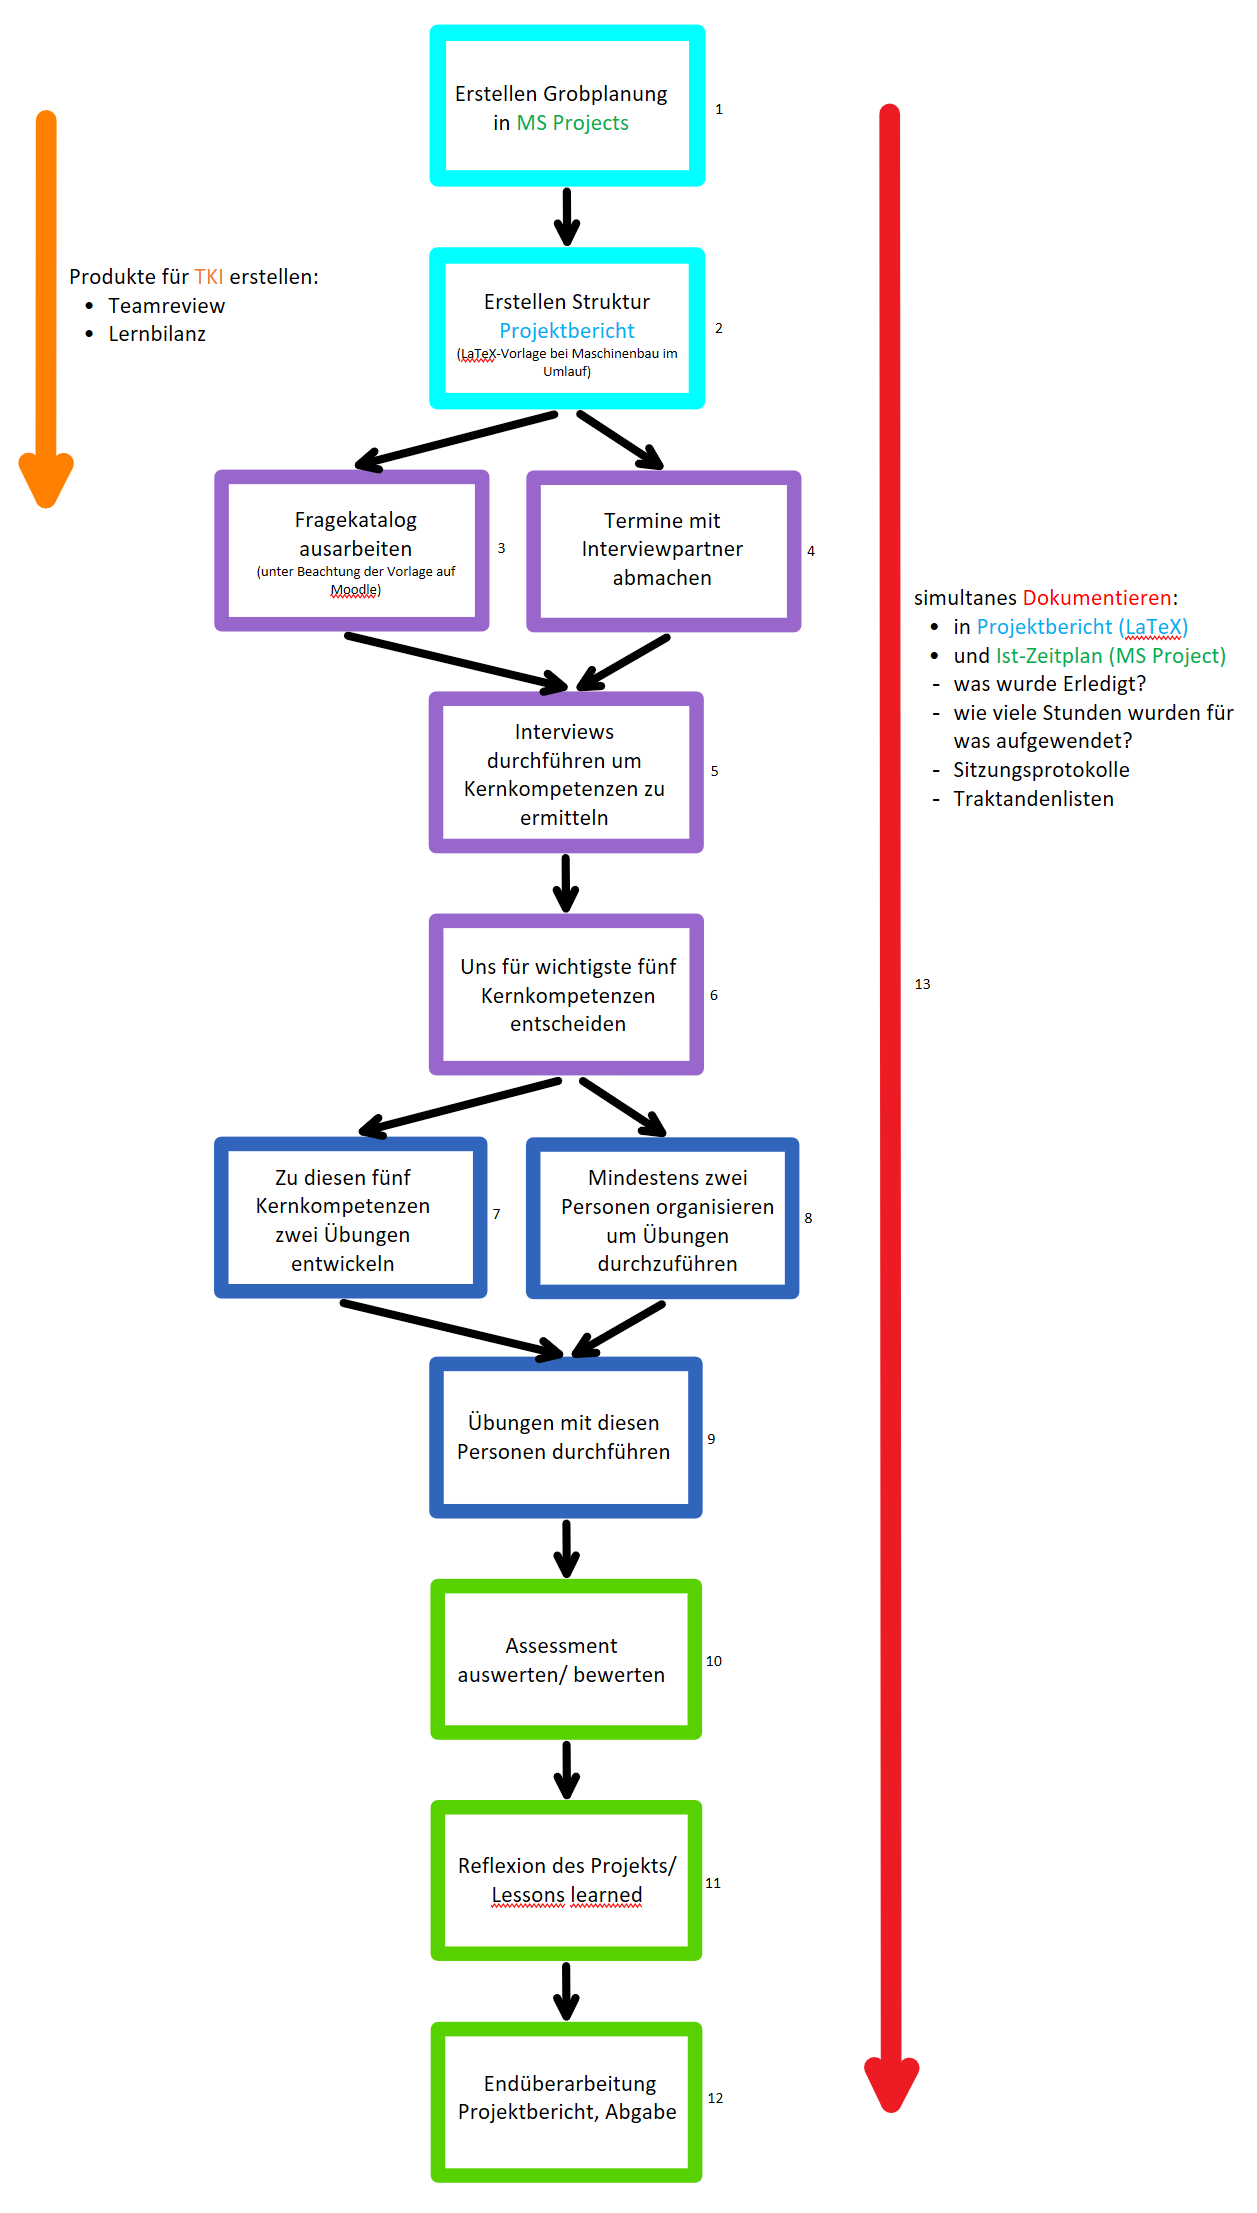 Erstellen Grobplanung
in MS Projects
1
Produkte für TKI erstellen:
• Teamreview
• Lernbilanz
Erstellen Struktur
Projektbericht
(LaTeX-Vorlage bei Maschinenbau im
Umlauf)
2
Fragekatalog
ausarbeiten
(unter Beachtung der Vorlage auf
Moodle)
3
Termine mit
Interviewpartner
abmachen
4
simultanes Dokumentieren:
• in Projektbericht (LaTeX)
• und Ist-Zeitplan (MS Project)
- was wurde Erledigt?
- wie viele Stunden wurden für
was aufgewendet?
- Sitzungsprotokolle
- Traktandenlisten
Interviews
durchführen um
Kernkompetenzen zu
ermitteln
5
Uns für wichtigste fünf
Kernkompetenzen
entscheiden
6
13
Zu diesen fünf
Kernkompetenzen
zwei Übungen
entwickeln
7
Mindestens zwei
Personen organisieren
um Übungen
durchzuführen
8
Übungen mit diesen
Personen durchführen
9
Assessment
auswerten/ bewerten
10
Reflexion des Projekts/
Lessons learned
11
Endüberarbeitung
Projektbericht, Abgabe
12